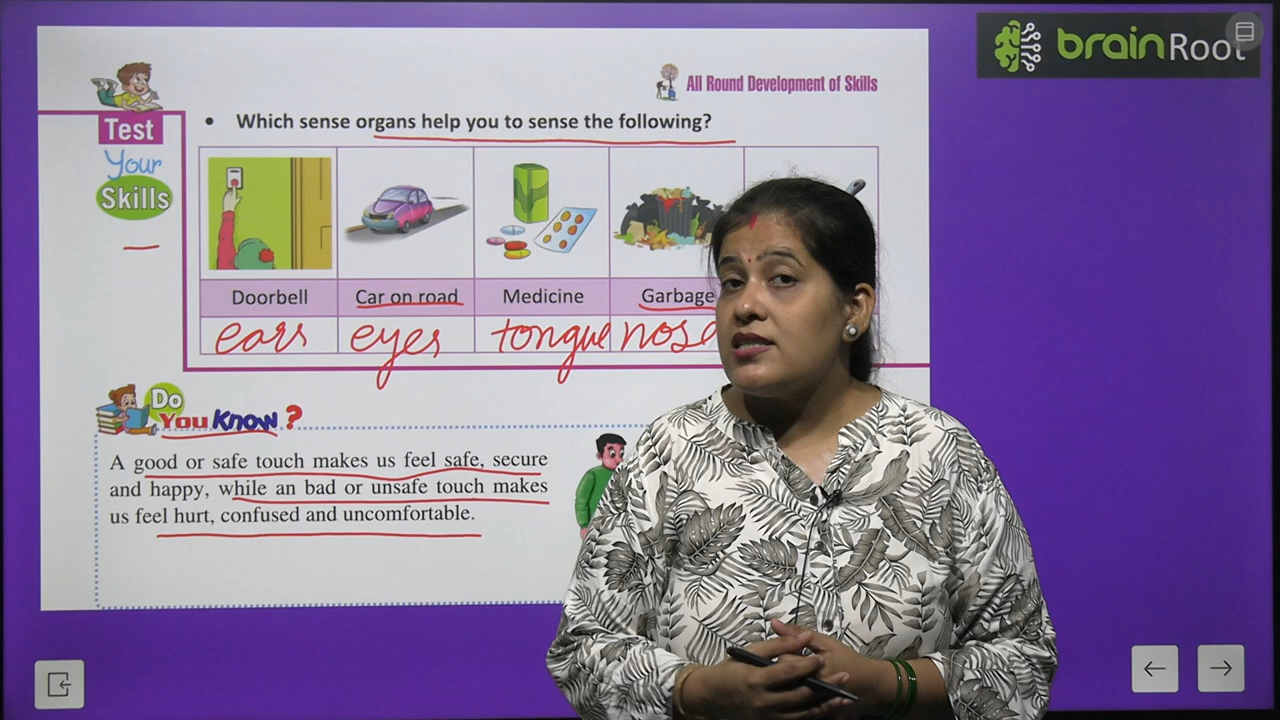 brainRoot
All Round Development of Skills
Test
Your
Skills
• Which sense organs help you to sense the following?
Doorbell Car on road Medicine Garbage
ears eyes tongue nose
Do
You Know ?
A good or safe touch makes us feel safe, secure
and happy, while an bad or unsafe touch makes
us feel hurt, confused and uncomfortable.